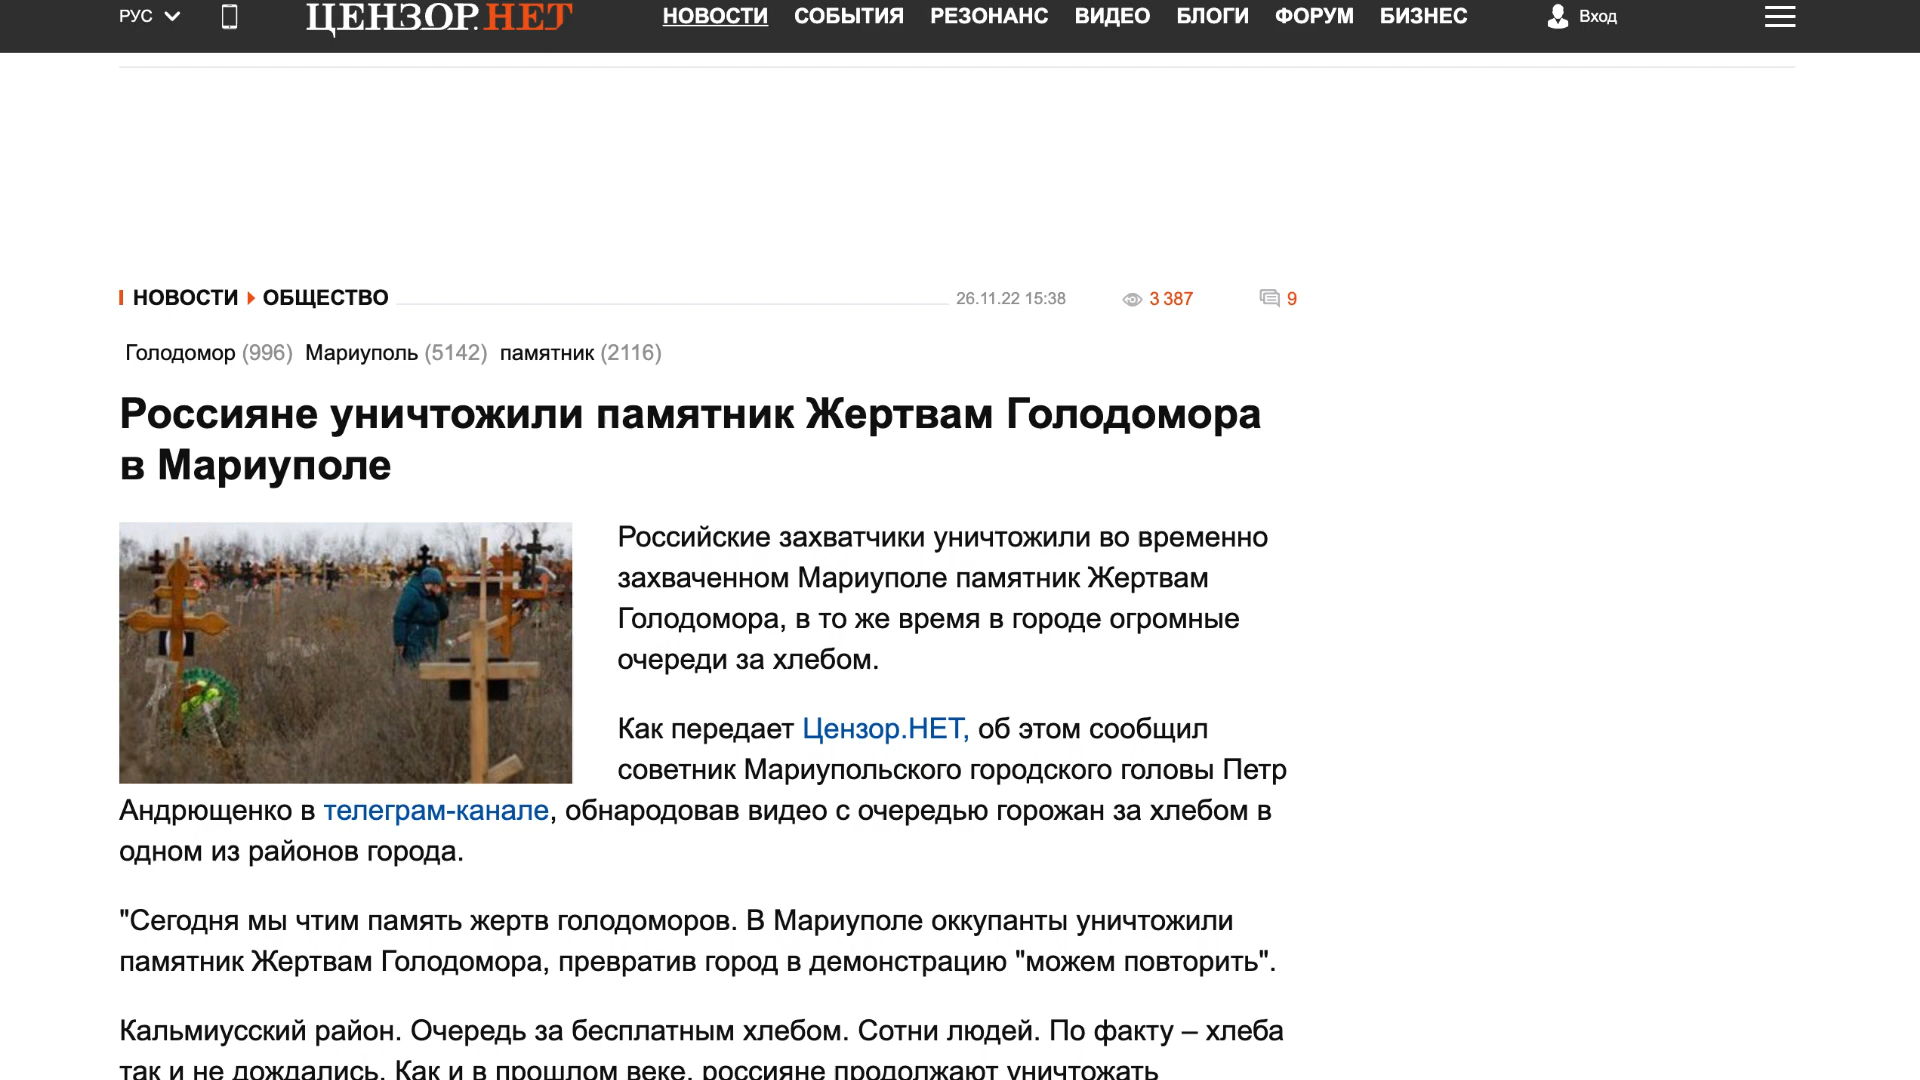 РУС
ЦЕНЗОР.НЕТ
НОВОСТИ СОБЫТИЯ РЕЗОНАНС ВИДЕО БЛОГИ ФОРУМ БИЗНЕС
Вход
НОВОСТИ ОБЩЕСТВО
26.11.22 15:38
3 387
9
Голодомор (996) Мариуполь (5142) памятник (2116)
Россияне уничтожили памятник Жертвам Голодомора
в Мариуполе
Российские захватчики уничтожили во временно
захваченном Мариуполе памятник Жертвам
Голодомора, в то же время в городе огромные
очереди за хлебом.
Как передает Цензор.НЕТ, об этом сообщил
советник Мариупольского городского головы Петр
Андрющенко в телеграм-канале, обнародовав видео с очередью горожан за хлебом в
одном из районов города.
"Сегодня мы чтим память жертв голодоморов. В Мариуполе оккупанты уничтожили
памятник Жертвам Голодомора, превратив город в демонстрацию "можем повторить".
Кальмиусский район. Очередь за бесплатным хлебом. Сотни людей. По факту – хлеба
так и не дождались. Как и в прошлом веке, россияне продолжают уничтожать